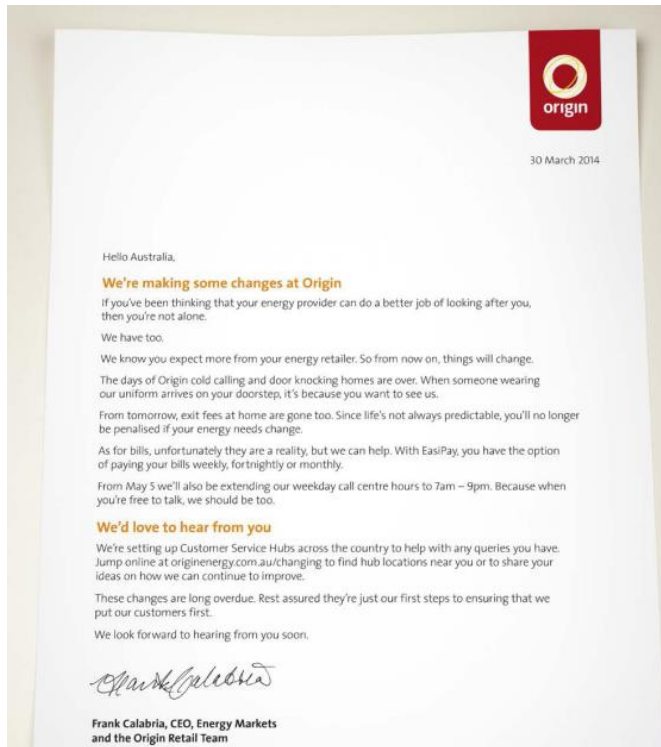 origin
30 March 2014
Hello Australia,
We're making some changes at Origin
If you've been thinking that your energy provider can do a better job of looking after you,
then you're not alone.
We have too.
We know you expect more from your energy retailer. So from now on, things will change.
The days of Origin cold calling and door knocking homes are over. When someone wearing
our uniform arrives on your doorstep, it's because you want to see us.
From tomorrow, exit fees at home are gone too. Since life's not always predictable, you'll no longer
be penalised if your energy needs change.
As for bills, unfortunately they are a reality, but we can help. With EasiPay, you have the option
of paying your bills weekly, fortnightly or monthly.
From May 5 we'll also be extending our weekday call centre hours to 7am – 9pm. Because when
you're free to talk, we should be too.
We'd love to hear from you
We're setting up Customer Service Hubs across the country to help with any queries you have.
Jump online at originenergy.com.au/changing to find hub locations near you or to share your
ideas on how we can continue to improve.
These changes are long overdue. Rest assured they're just our first steps to ensuring that we
put our customers first.
We look forward to hearing from you soon.
Frank Calabria
Frank Calabria, CEO, Energy Markets
and the Origin Retail Team